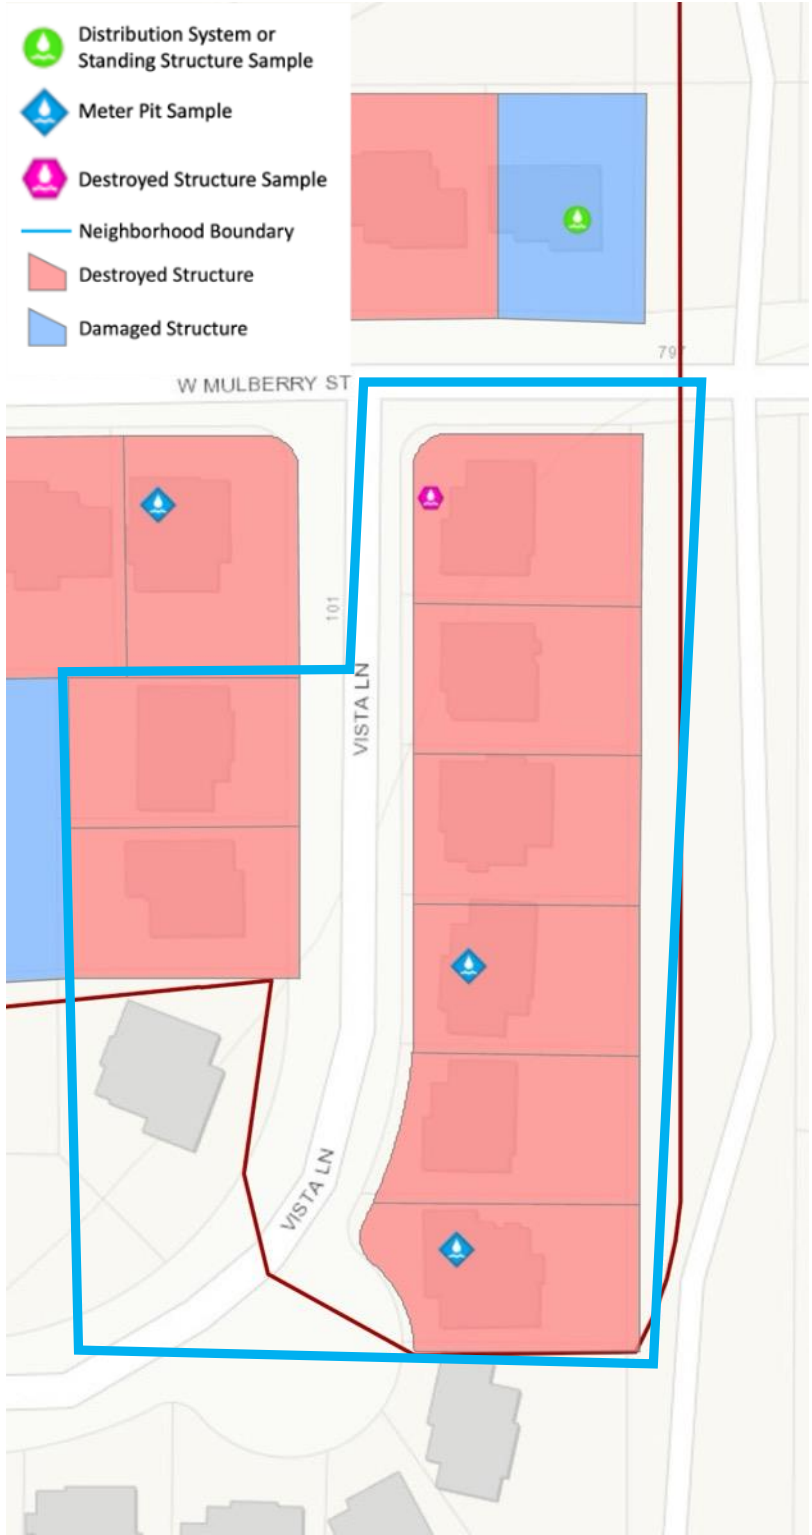 Distribution System or
Standing Structure Sample
Meter Pit Sample
Destroyed Structure Sample
Neighborhood Boundary
Destroyed Structure
Damaged Structure
797
W MULBERRY ST
101
VISTA LN
VISTA LN